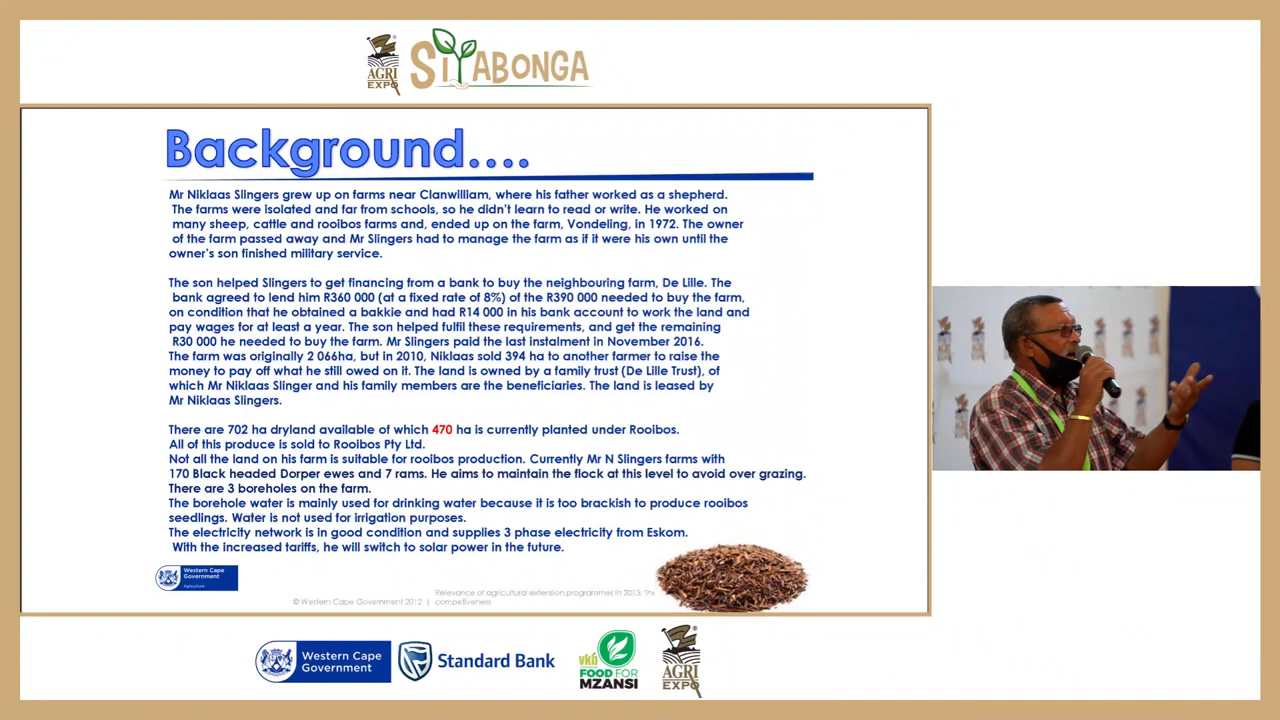 AGRI
EXPO
SIYABONGA
Background....
Mr Niklaas Slingers grew up on farms near Clanwilliam, where his father worked as a shepherd.
The farms were isolated and far from schools, so he didn't learn to read or write. He worked on
many sheep, cattle and rooibos farms and, ended up on the farm, Vondeling, in 1972. The owner
of the farm passed away and Mr Slingers had to manage the farm as if it were his own until the
owner's son finished military service.
The son helped Slingers to get financing from a bank to buy the neighbouring farm, De Lille. The
bank agreed to lend him R360 000 (at a fixed rate of 8%) of the R390 000 needed to buy the farm,
on condition that he obtained a bakkie and had R14 000 in his bank account to work the land and
pay wages for at least a year. The son helped fulfil these requirements, and get the remaining
R30 000 he needed to buy the farm. Mr Slingers paid the last instalment in November 2016.
The farm was originally 2 066ha, but in 2010, Niklaas sold 394 ha to another farmer to raise the
money to pay off what he still owed on it. The land is owned by a family trust (De Lille Trust), of
which Mr Niklaas Slinger and his family members are the beneficiaries. The land is leased by
Mr Niklaas Slingers.
There are 702 ha dryland available of which 470 ha is currently planted under Rooibos.
All of this produce is sold to Rooibos Pty Ltd.
Not all the land on his farm is suitable for rooibos production. Currently Mr N Slingers farms with
170 Black headed Dorper ewes and 7 rams. He aims to maintain the flock at this level to avoid over grazing.
There are 3 boreholes on the farm.
The borehole water is mainly used for drinking water because it is too brackish to produce rooibos
seedlings. Water is not used for irrigation purposes.
The electricity network is in good condition and supplies 3 phase electricity from Eskom.
With the increased tariffs, he will switch to solar power in the future.
Western Cape
Government
Agriculture
Relevance of agricultural extension programmes in 2013; The
© Western Cape Government 2012 | competiveness
Western Cape
Government
Standard Bank
vkb
FOOD FOR
MZANSI
AGRI
EXPO